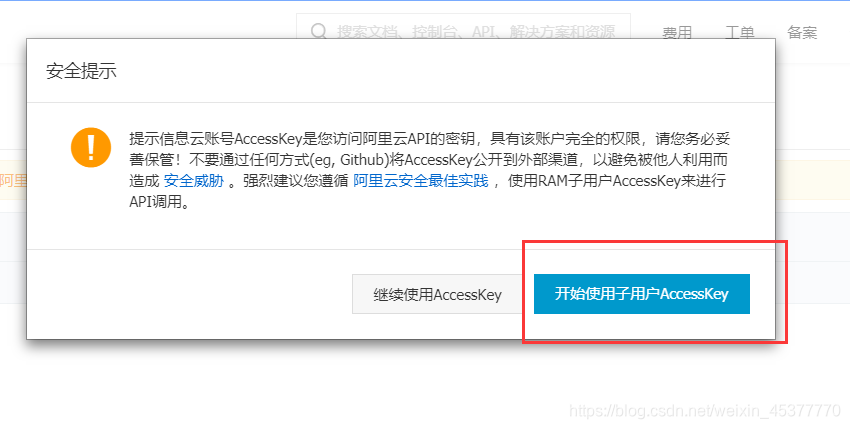 搜索文档、控制台、API、解决方案和资源
费用 工单 备案
安全提示
阿里
提示信息云账号AccessKey是您访问阿里云API的密钥，具有该账户完全的权限，请您务必妥
善保管！不要通过任何方式(eg, Github)将AccessKey公开到外部渠道，以避免被他人利用而
造成 安全威胁 。强烈建议您遵循 阿里云安全最佳实践 ，使用RAM子用户AccessKey来进行
API调用。
继续使用AccessKey 开始使用子用户AccessKey
https://blog.csdn.net/weixin_45377770